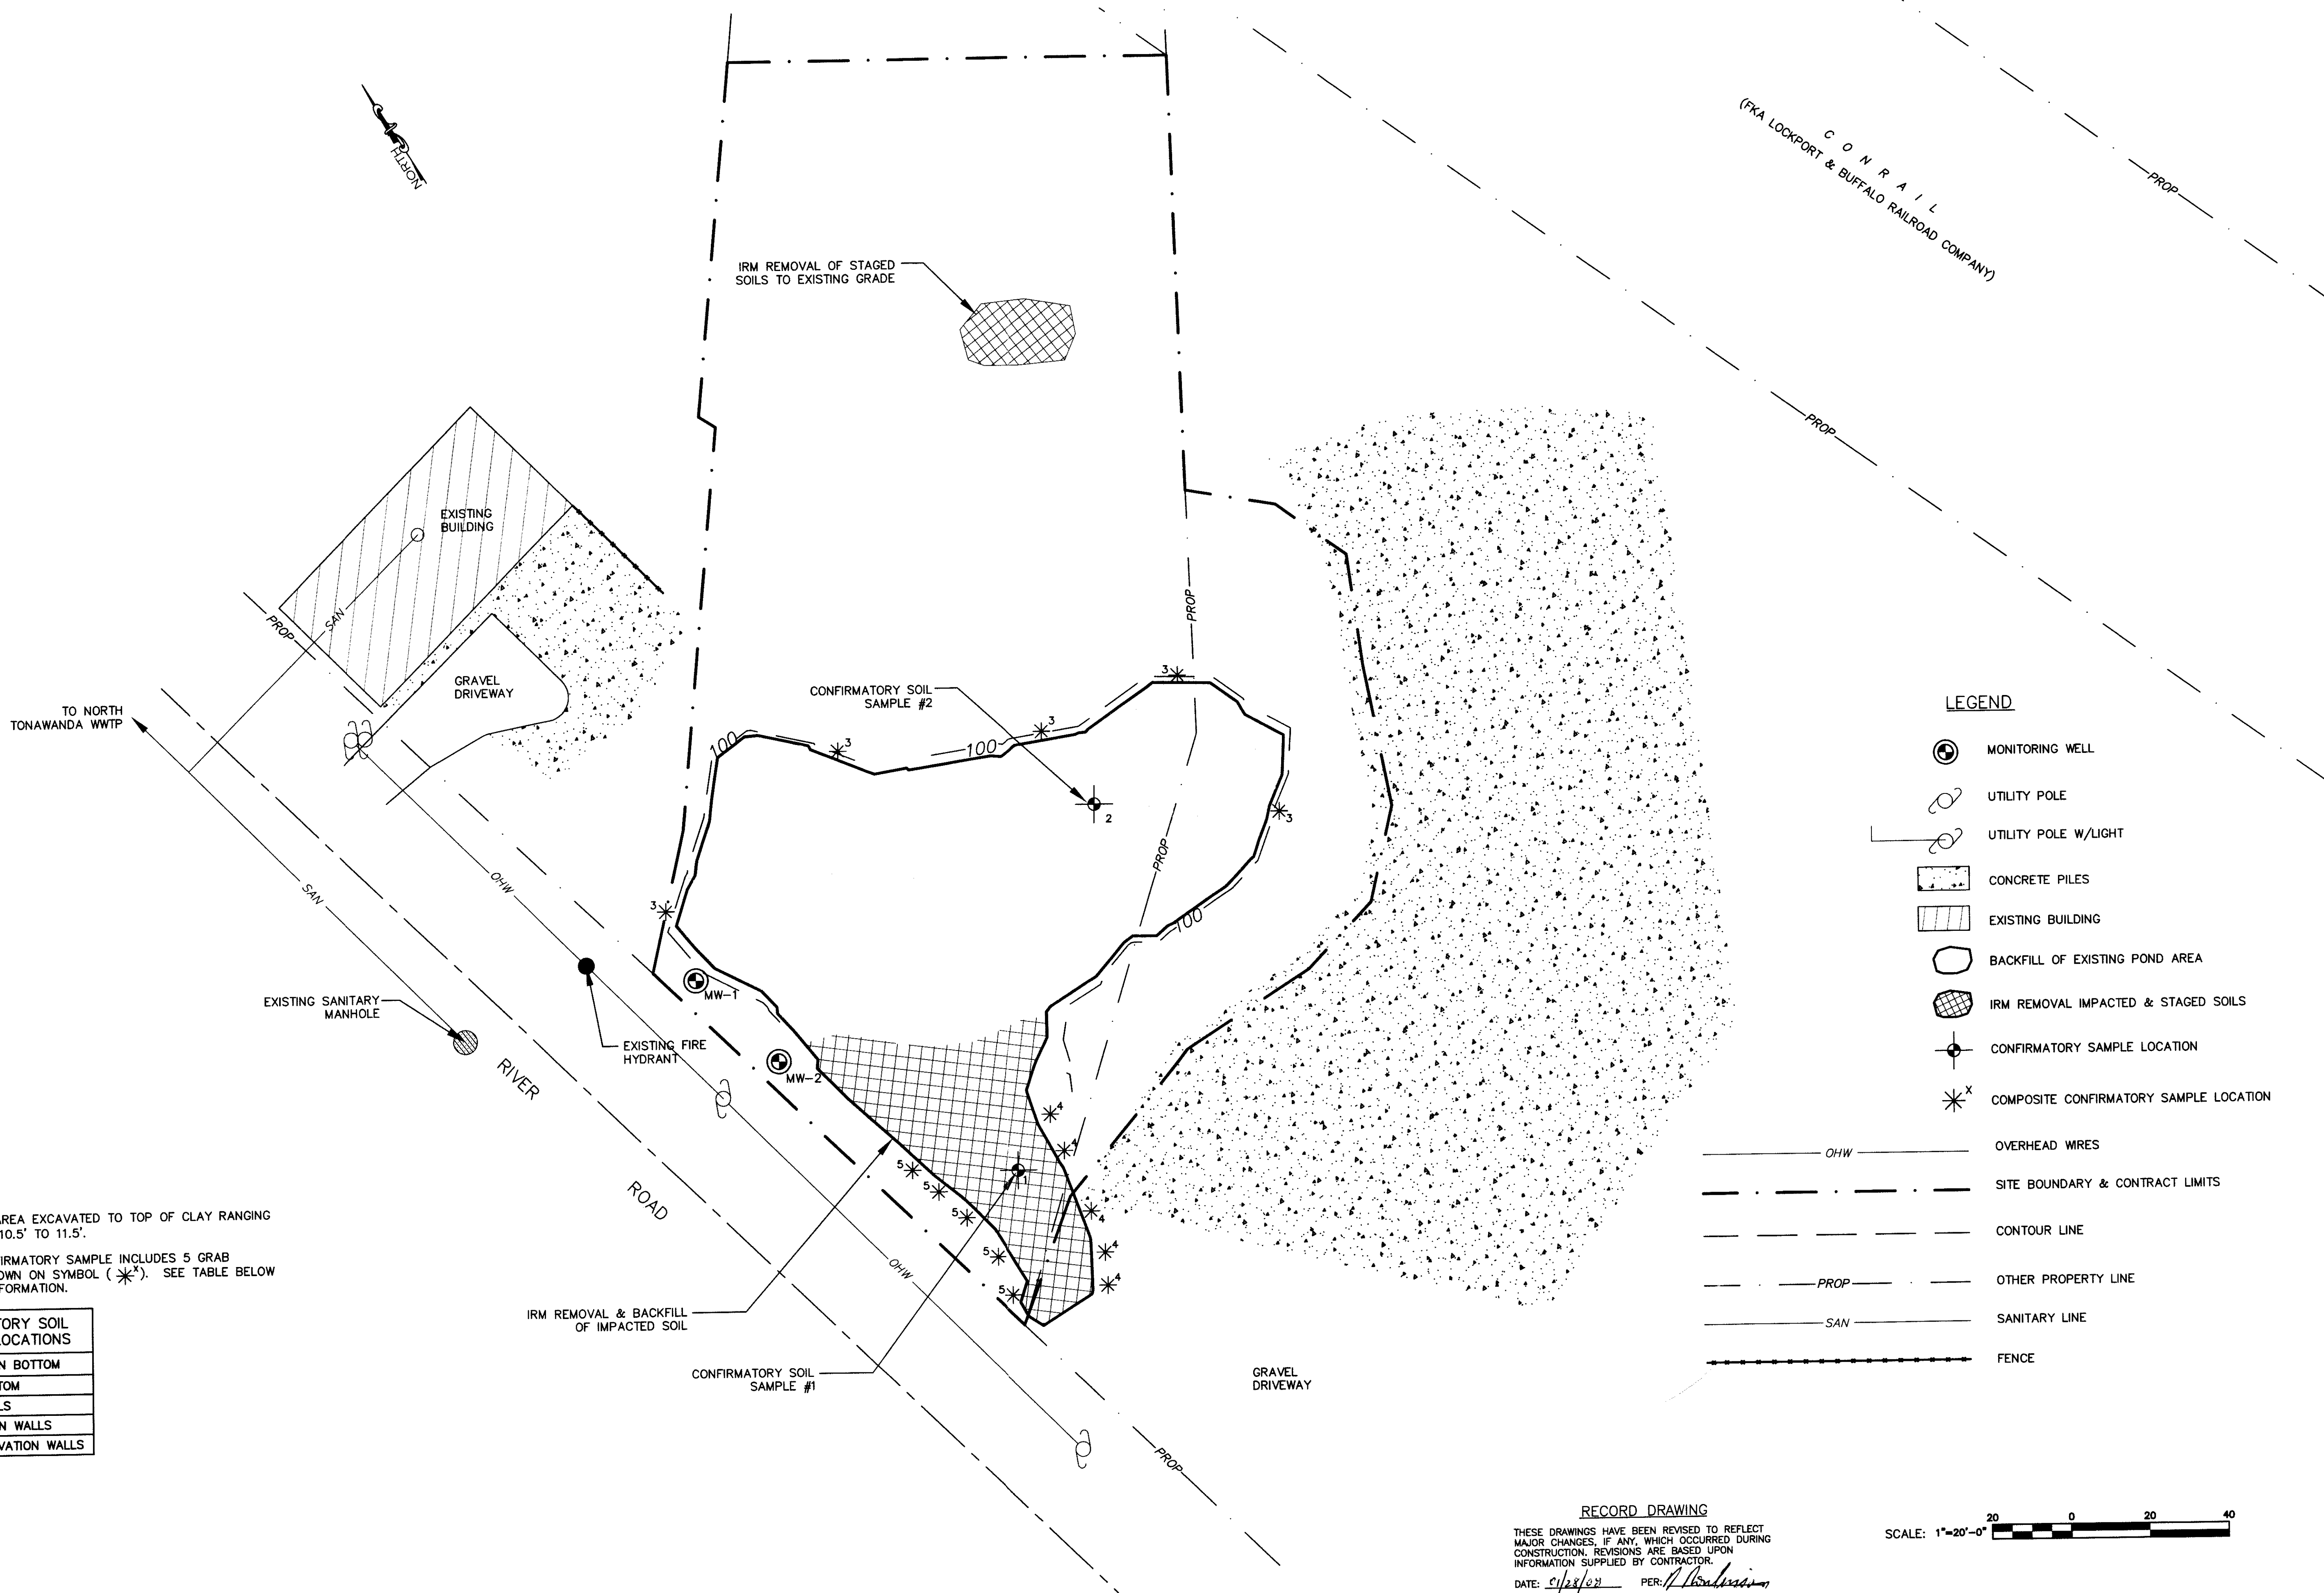 NORTH
C O N R A I L
(FKA LOCKPORT & BUFFALO RAILROAD COMPANY)
PROP
PROP
IRM REMOVAL OF STAGED
SOILS TO EXISTING GRADE
EXISTING
BUILDING
SAN
PROP
GRAVEL
DRIVEWAY
TO NORTH
TONAWANDA WWTP
PROP
CONFIRMATORY SOIL
SAMPLE #2
3
3
3
100
100
2
3
PROP
3
100
OHW
SAN
MW-1
MW-2
EXISTING SANITARY
MANHOLE
EXISTING FIRE
HYDRANT
RIVER
ROAD
4
4
4
4
4
1
5
5
5
5
5
OHW
IRM REMOVAL & BACKFILL
OF IMPACTED SOIL
CONFIRMATORY SOIL
SAMPLE #1
GRAVEL
DRIVEWAY
PROP
AREA EXCAVATED TO TOP OF CLAY RANGING
10.5' TO 11.5'.
FIRMATORY SAMPLE INCLUDES 5 GRAB
OWN ON SYMBOL ( X). SEE TABLE BELOW
FORMATION.
TORY SOIL
LOCATIONS
N BOTTOM
TOM
LS
N WALLS
VATION WALLS
LEGEND
MONITORING WELL
UTILITY POLE
UTILITY POLE W/LIGHT
CONCRETE PILES
EXISTING BUILDING
BACKFILL OF EXISTING POND AREA
IRM REMOVAL IMPACTED & STAGED SOILS
CONFIRMATORY SAMPLE LOCATION
X COMPOSITE CONFIRMATORY SAMPLE LOCATION
OHW OVERHEAD WIRES
SITE BOUNDARY & CONTRACT LIMITS
CONTOUR LINE
PROP OTHER PROPERTY LINE
SAN SANITARY LINE
FENCE
RECORD DRAWING
THESE DRAWINGS HAVE BEEN REVISED TO REFLECT
MAJOR CHANGES, IF ANY, WHICH OCCURRED DURING
CONSTRUCTION. REVISIONS ARE BASED UPON
INFORMATION SUPPLIED BY CONTRACTOR.
DATE: PER:
SCALE: 1"=20'-0"
20 0 20 40